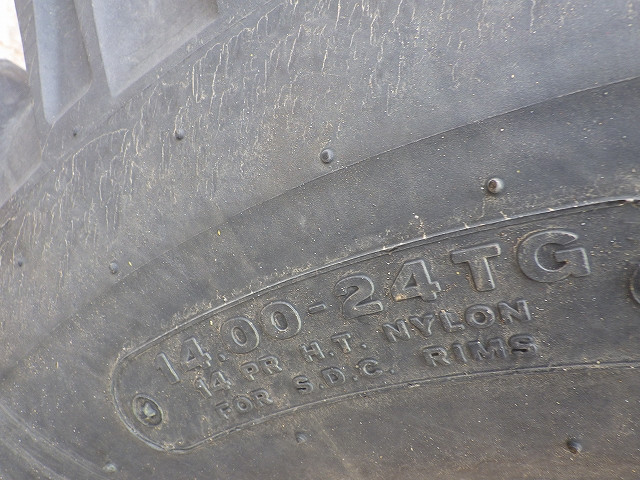 14.00-24TG
14 PR H.T. NYLON
FOR S.D.C. RIMS